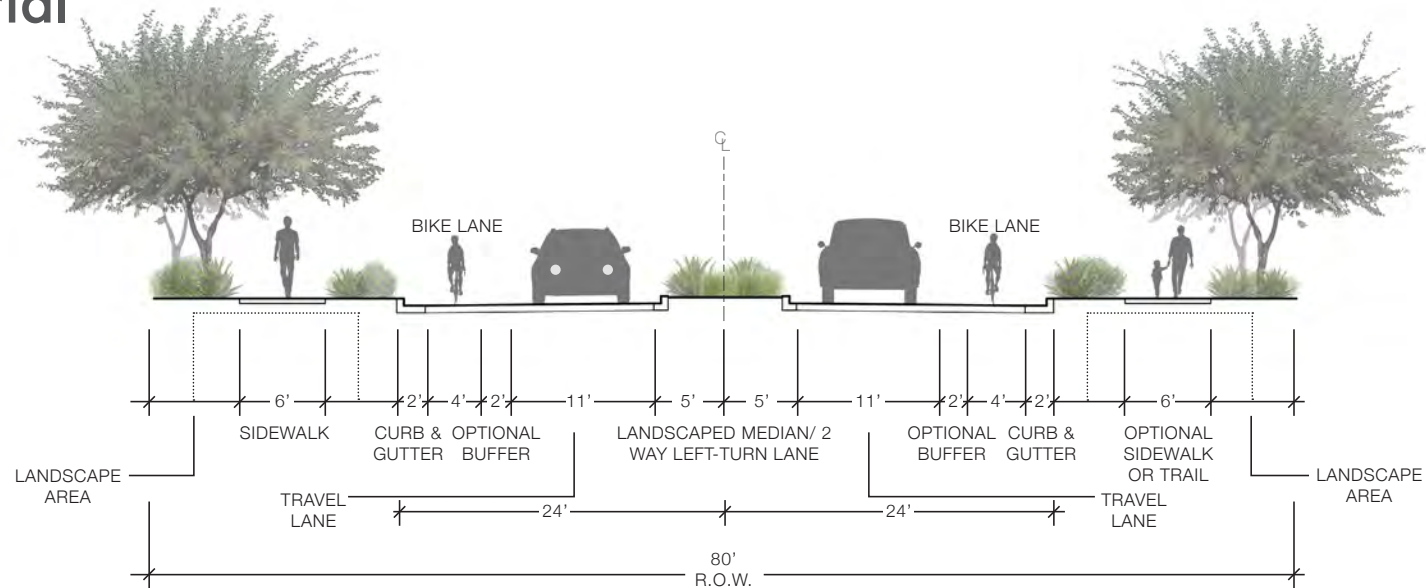 rial
℄
BIKE LANE
BIKE LANE
6'
2'
4'
2'
11'
5'
5'
11'
2'
4'
2'
6'
SIDEWALK
CURB &
GUTTER
OPTIONAL
BUFFER
LANDSCAPED MEDIAN/ 2
WAY LEFT-TURN LANE
OPTIONAL
BUFFER
CURB &
GUTTER
OPTIONAL
SIDEWALK
OR TRAIL
LANDSCAPE
AREA
LANDSCAPE
AREA
TRAVEL
LANE
TRAVEL
LANE
24'
24'
80'
R.O.W.